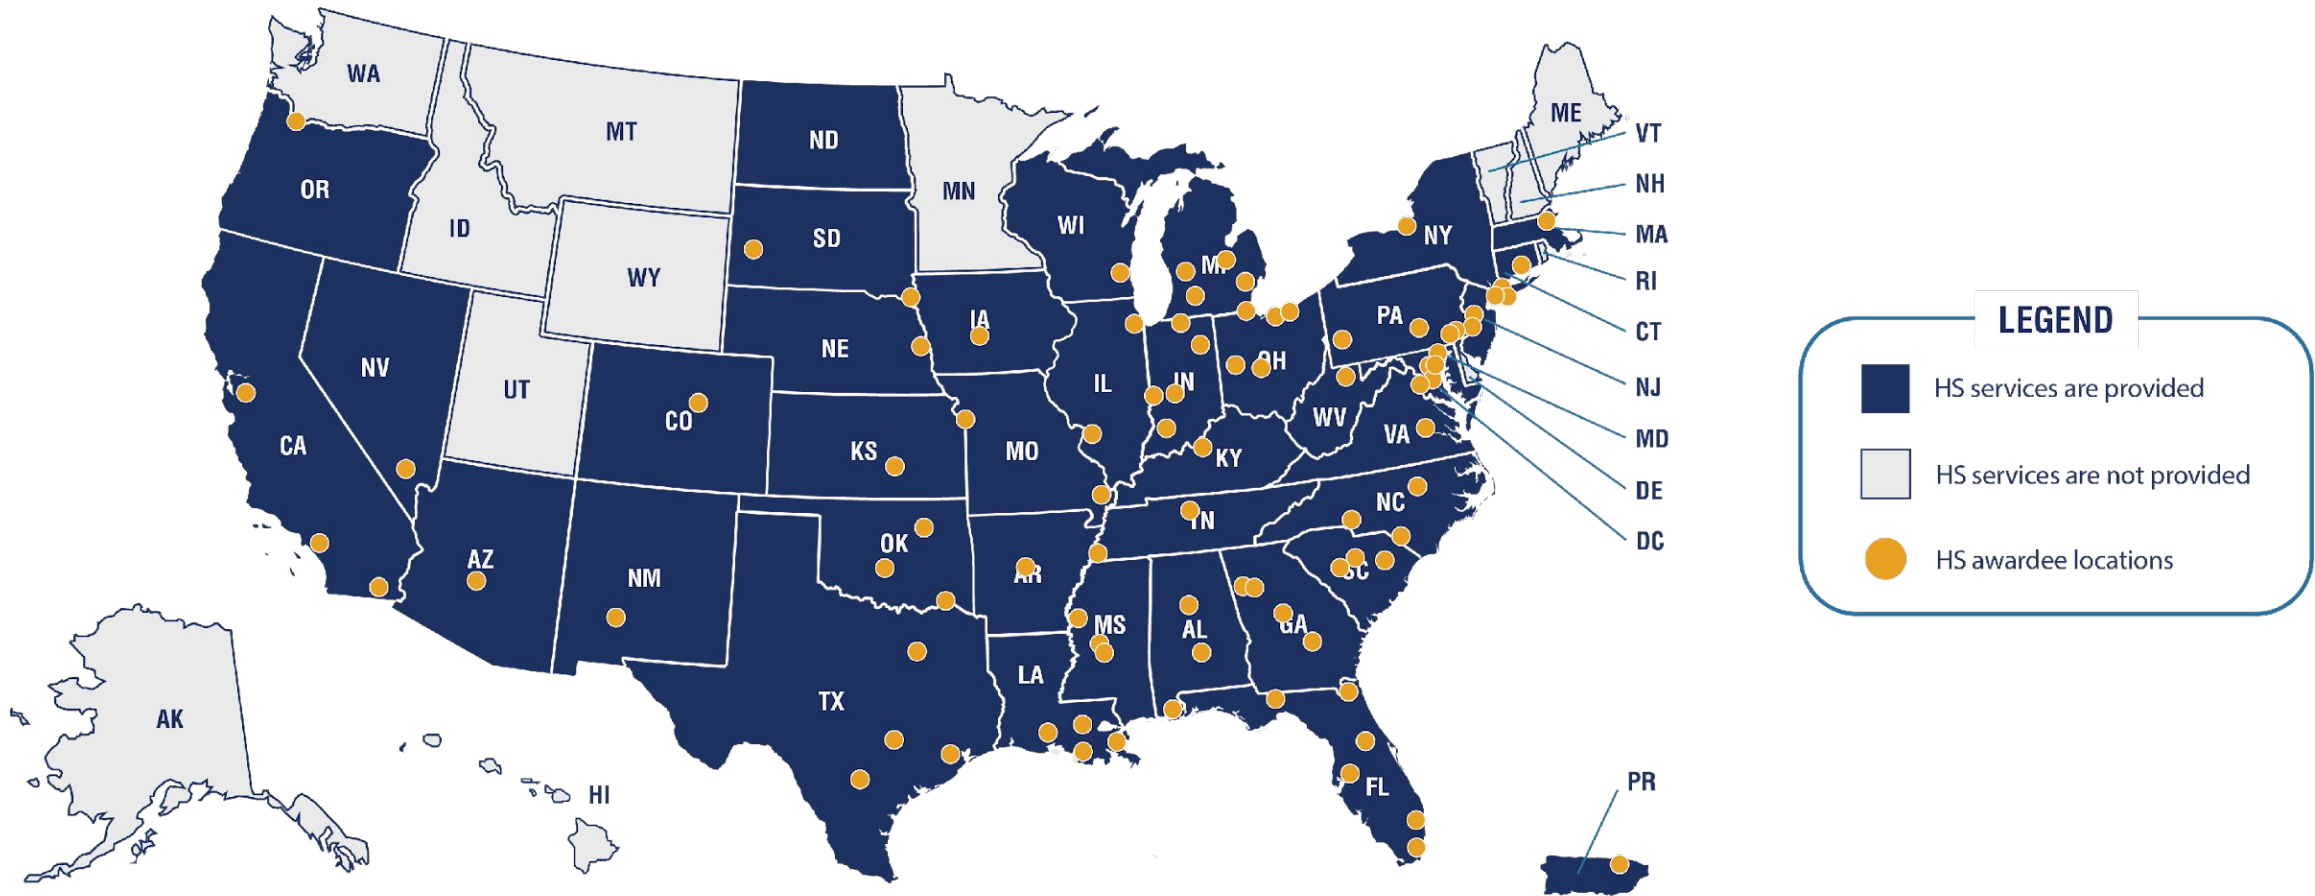 WA
MT
ND
MN
ME
VT
NH
MA
RI
CT
NJ
MD
DE
DC
OR
ID
WY
SD
WI
MI
NY
NV
UT
CO
NE
IA
IL
IN
OH
PA
CA
KS
MO
KY
WV
VA
AZ
NM
OK
AR
TN
NC
SC
TX
LA
MS
AL
GA
FL
AK
HI
PR
LEGEND
HS services are provided
HS services are not provided
HS awardee locations